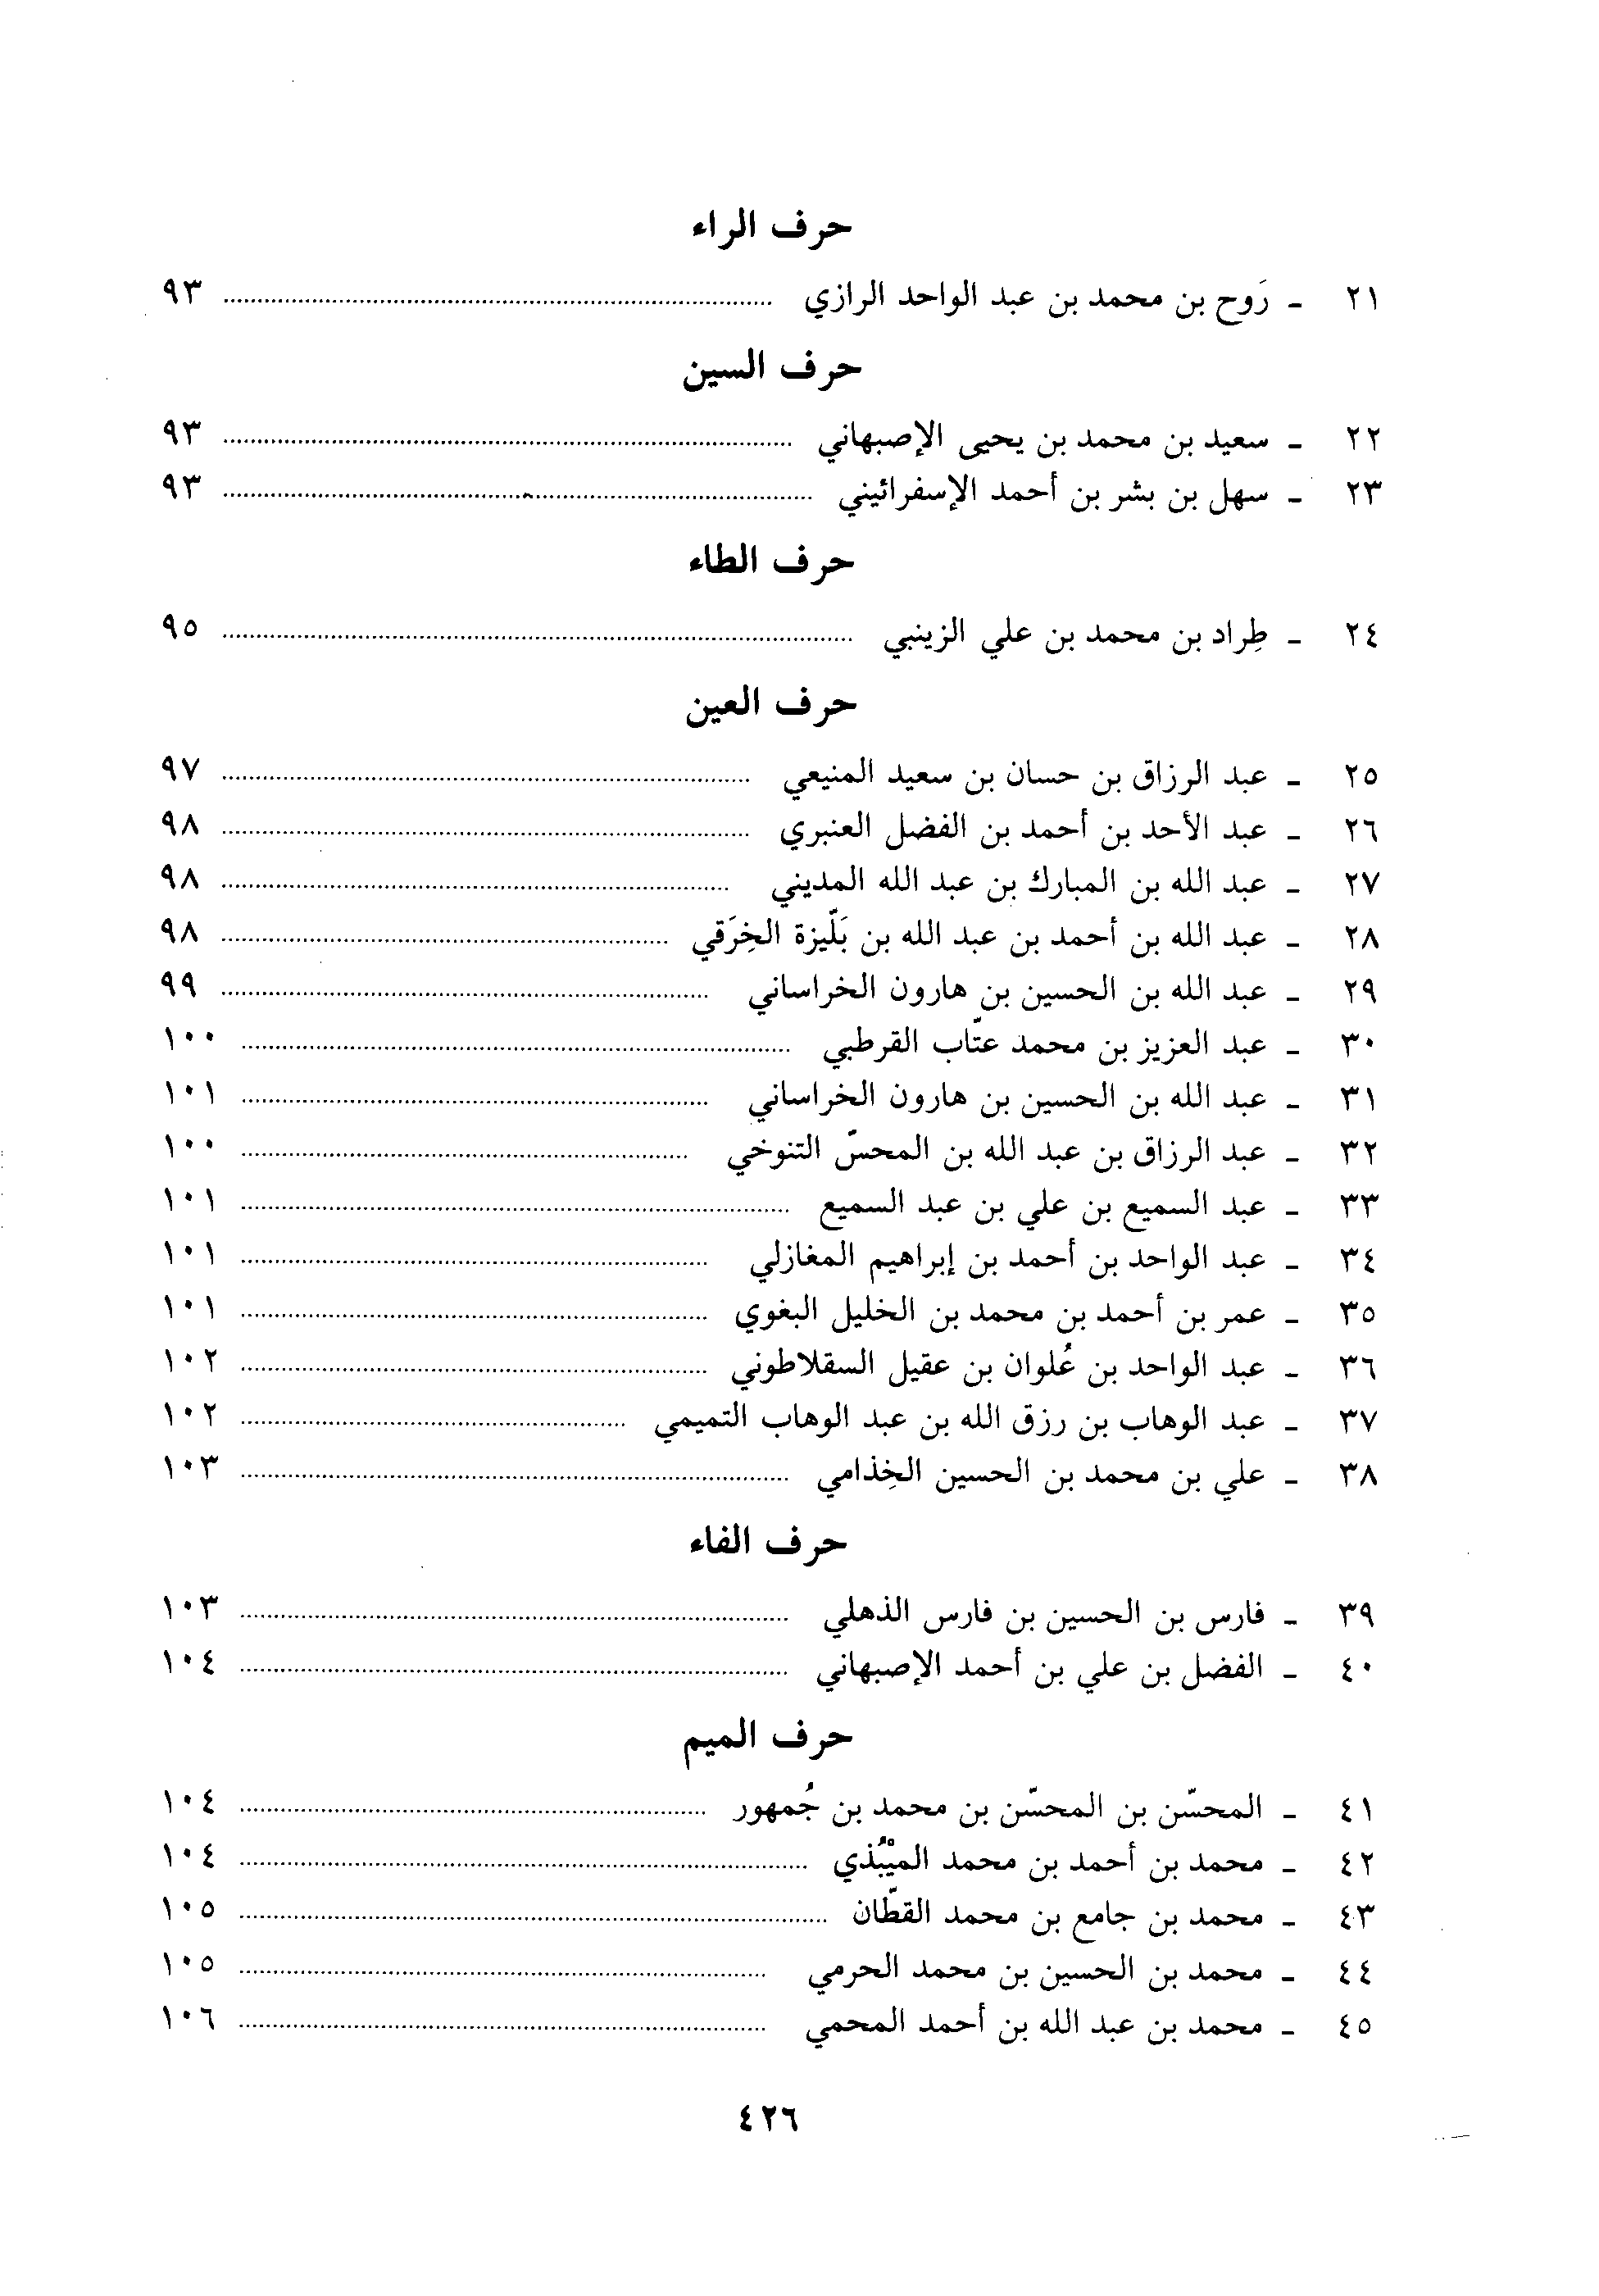 حرف الراء
٢١ ـ رَوح بن محمد بن عبد الواحد الرازي ........ ٩٣
حرف السين
٢٢ ـ سعيد بن محمد بن يحيى الإصبهاني ........ ٩٣
٢٣ ـ سهل بن بشر بن أحمد الإسفرائيني ........ ٩٣
حرف الطاء
٢٤ ـ طِراد بن محمد بن علي الزينبي ........ ٩٥
حرف العين
٢٥ ـ عبد الرزاق بن حسان بن سعيد المنيعي ........ ٩٧
٢٦ ـ عبد الأحد بن أحمد بن الفضل العنبري ........ ٩٨
٢٧ ـ عبد الله بن المبارك بن عبد الله المديني ........ ٩٨
٢٨ ـ عبد الله بن أحمد بن عبد الله بن بَلّيزة الخِرَقي ........ ٩٨
٢٩ ـ عبد الله بن الحسين بن هارون الخراساني ........ ٩٩
٣٠ ـ عبد العزيز بن محمد عتّاب القرطبي ........ ١٠٠
٣١ ـ عبد الله بن الحسين بن هارون الخراساني ........ ١٠١
٣٢ ـ عبد الرزاق بن عبد الله بن المحسّ التنوخي ........ ١٠٠
٣٣ ـ عبد السميع بن علي بن عبد السميع ........ ١٠١
٣٤ ـ عبد الواحد بن أحمد بن إبراهيم المغازلي ........ ١٠١
٣٥ ـ عمر بن أحمد بن محمد بن الخليل البغوي ........ ١٠١
٣٦ ـ عبد الواحد بن عُلوان بن عقيل السقلاطوني ........ ١٠٢
٣٧ ـ عبد الوهاب بن رزق الله بن عبد الوهاب التميمي ........ ١٠٢
٣٨ ـ علي بن محمد بن الحسين الخِذامي ........ ١٠٣
حرف الفاء
٣٩ ـ فارس بن الحسين بن فارس الذهلي ........ ١٠٣
٤٠ ـ الفضل بن علي بن أحمد الإصبهاني ........ ١٠٤
حرف الميم
٤١ ـ المحسّن بن المحسّن بن محمد بن جُمهور ........ ١٠٤
٤٢ ـ محمد بن أحمد بن محمد الميْبُذي ........ ١٠٤
٤٣ ـ محمد بن جامع بن محمد القطّان ........ ١٠٥
٤٤ ـ محمد بن الحسين بن محمد الحرمي ........ ١٠٥
٤٥ ـ محمد بن عبد الله بن أحمد المحمي ........ ١٠٦
٤٢٦